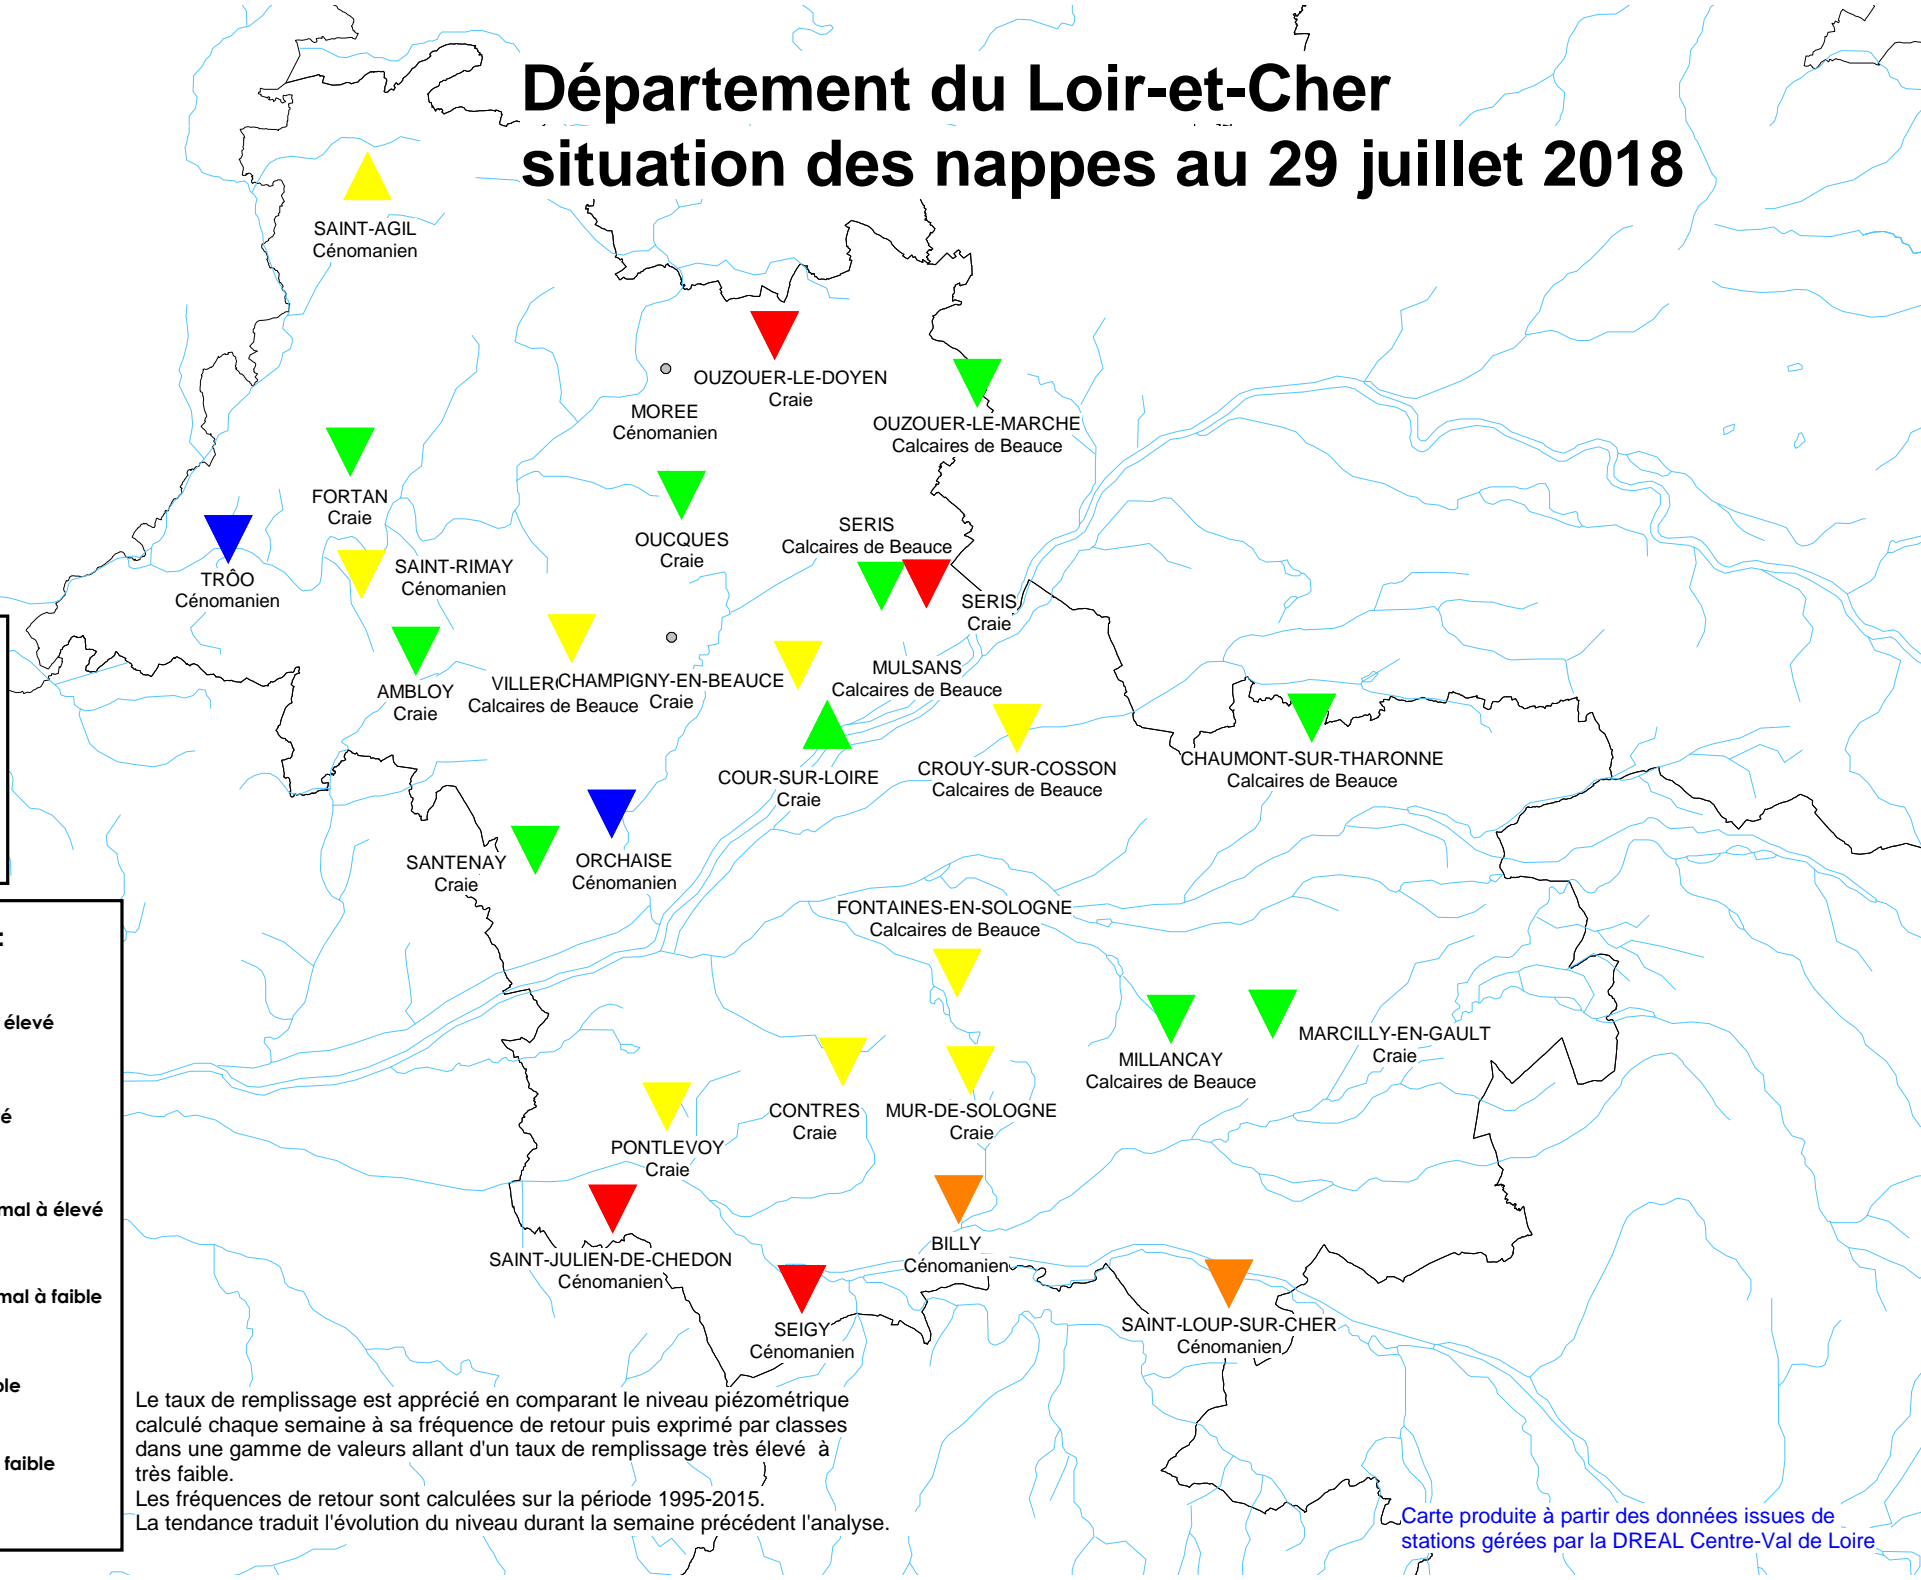 Département du Loir-et-Cher
situation des nappes au 29 juillet 2018
SAINT-AGIL
Cénomanien
OUZOUER-LE-DOYEN
Craie
MOREE
Cénomanien
OUZOUER-LE-MARCHE
Calcaires de Beauce
FORTAN
Craie
OUCQUES
Craie
SERIS
Calcaires de Beauce
TRÔO
Cénomanien
SAINT-RIMAY
Cénomanien
SERIS
Craie
AMBLOY
Craie
Calcaires de Beauce
CHAMPIGNY-EN-BEAUCE
Craie
MULSANS
Calcaires de Beauce
COUR-SUR-LOIRE
Craie
CROUY-SUR-COSSON
Calcaires de Beauce
CHAUMONT-SUR-THARONNE
Calcaires de Beauce
SANTENAY
Craie
ORCHAISE
Cénomanien
FONTAINES-EN-SOLOGNE
Calcaires de Beauce
MILLANCAY
Calcaires de Beauce
MARCILLY-EN-GAULT
Craie
CONTRES
Craie
MUR-DE-SOLOGNE
Craie
PONTLEVOY
Craie
SAINT-JULIEN-DE-CHEDON
Cénomanien
BILLY
Cénomanien
SEIGY
Cénomanien
SAINT-LOUP-SUR-CHER
Cénomanien
:
élevé
à élevé
à faible
faible
Le taux de remplissage est apprécié en comparant le niveau piézométrique
calculé chaque semaine à sa fréquence de retour puis exprimé par classes
dans une gamme de valeurs allant d'un taux de remplissage très élevé à
très faible.
Les fréquences de retour sont calculées sur la période 1995-2015.
La tendance traduit l'évolution du niveau durant la semaine précédent l'analyse.
Carte produite à partir des données issues de
stations gérées par la DREAL Centre-Val de Loire